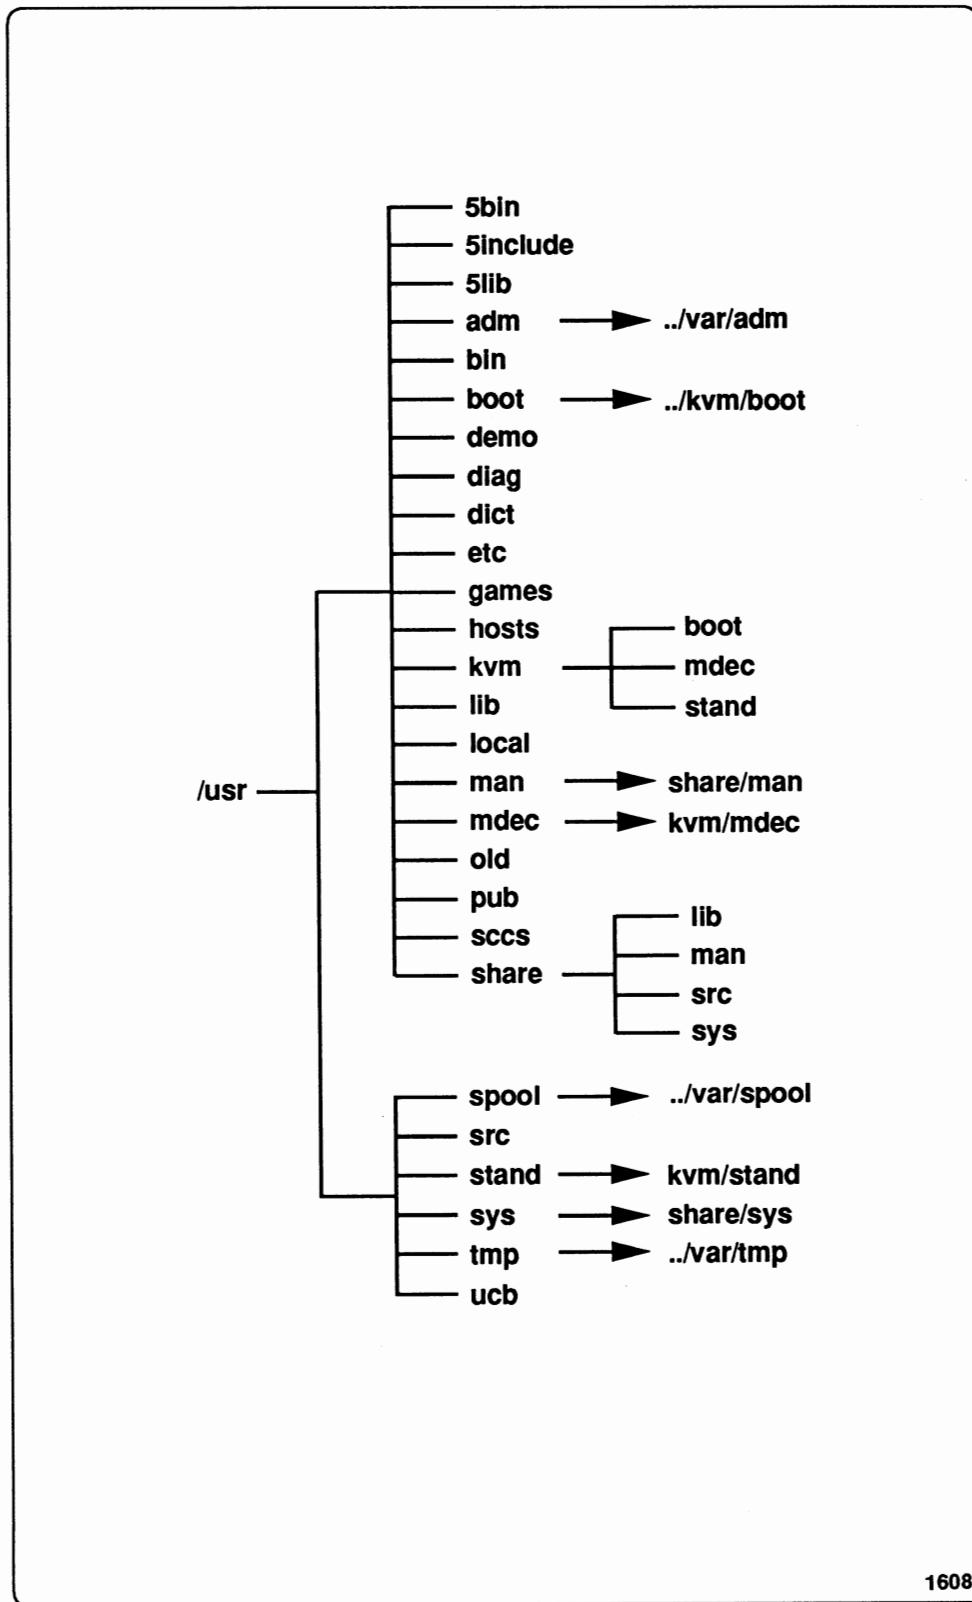 5bin
5include
5lib
adm ../var/adm
bin
boot ../kvm/boot
demo
diag
dict
etc
games
hosts boot
kvm mdec
lib stand
local
/usr man share/man
mdec kvm/mdec
old
pub lib
sccs man
share src
sys
spool ../var/spool
src
stand kvm/stand
sys share/sys
tmp ../var/tmp
ucb
1608